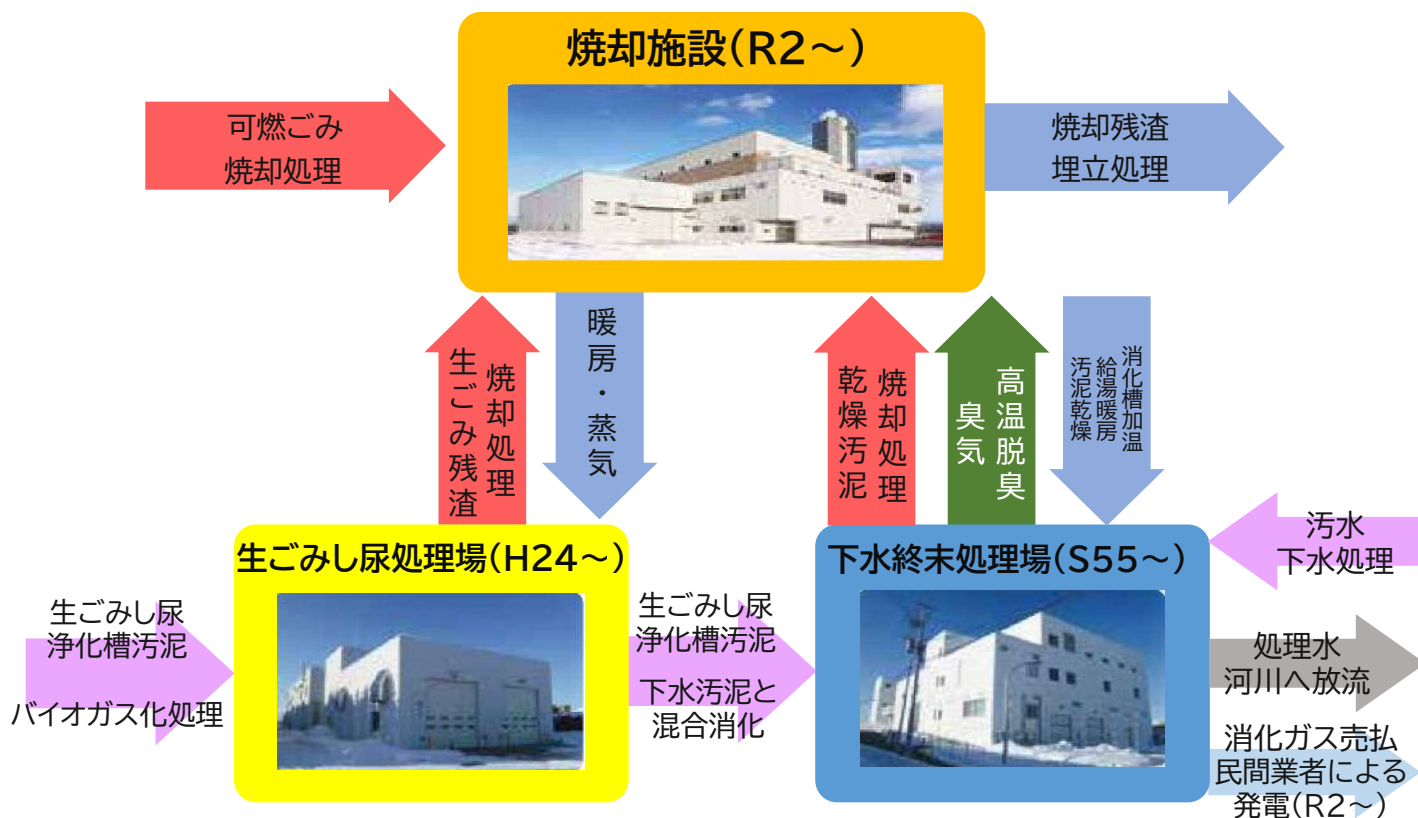 焼却施設(R2～)
可燃ごみ
焼却処理
焼却残渣
埋立処理
生ごみ残渣
焼却処理
暖房・蒸気
乾燥汚泥
焼却処理
臭気
高温脱臭
消化槽加温
給湯暖房
汚泥乾燥
生ごみし尿処理場(H24～)
下水終末処理場(S55～)
汚水
下水処理
生ごみし尿
浄化槽汚泥
バイオガス化処理
生ごみし尿
浄化槽汚泥
下水汚泥と
混合消化
処理水
河川へ放流
消化ガス売払
民間業者による
発電(R2～)